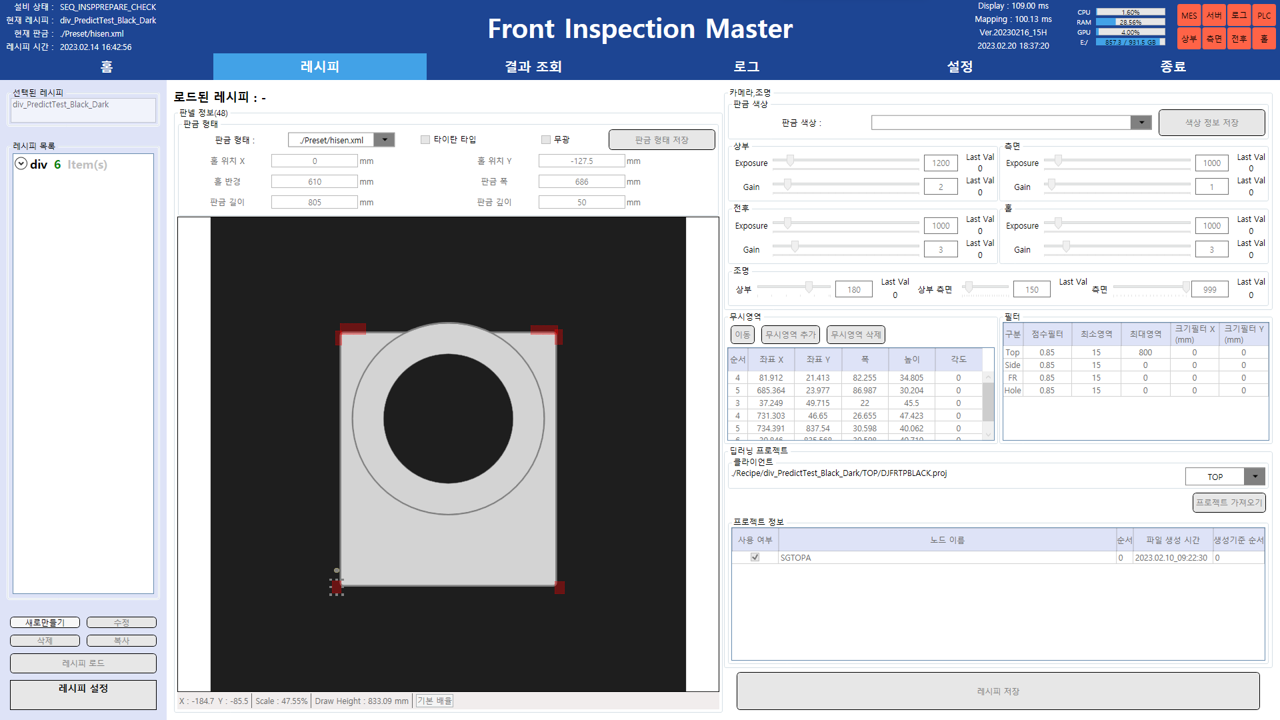 설비 상태 : SEQ_INSPPREPARE_CHECK
현재 레시피 : div_PredictTest_Black_Dark
현재 판금 : ./Preset/hisen.xml
레시피 시간 : 2023.02.14 16:42:56
Front Inspection Master
Display : 109.00 ms
Mapping : 100.13 ms
Ver.20230216_15H
2023.02.20 18:37:20
CPU 1.60%
RAM 28.56%
GPU 4.00%
E:/ 857.3 / 931.5 GB
MES 서버 로그 PLC
상부 측면 전후 홀
홈 레시피 결과 조회 로그 설정 종료
선택된 레시피
div_PredictTest_Black_Dark
레시피 목록
div 6 Item(s)
새로만들기 수정
삭제 복사
레시피 로드
레시피 설정
로드된 레시피 : -
판넬 정보(48)
판금 형태
판금 형태 : ./Preset/hisen.xml 타이탄 타입 무광 판금 형태 저장
홀 위치 X 0 mm 홀 위치 Y -127.5 mm
홀 반경 610 mm 판금 폭 686 mm
판금 길이 805 mm 판금 깊이 50 mm
X : -184.7 Y : -85.5 Scale : 47.55% Draw Height : 833.09 mm 기본 배율
카메라,조명
판금 색상
판금 색상 : 색상 정보 저장
상부
Exposure 1200 Last Val 0
Gain 2 Last Val 0
측면
Exposure 1000 Last Val 0
Gain 1 Last Val 0
전후
Exposure 1000 Last Val 0
Gain 3 Last Val 0
홀
Exposure 1000 Last Val 0
Gain 3 Last Val 0
조명
상부 180 Last Val 0 상부 측면 150 Last Val 측면 999 Last Val 0
무시영역
이동 무시영역 추가 무시영역 삭제
순서 좌표 X 좌표 Y 폭 높이 각도
4 81.912 21.413 82.255 34.805 0
5 685.364 23.977 86.987 30.204 0
3 37.249 49.715 22 45.5 0
4 731.303 46.65 26.655 47.423 0
5 734.391 837.54 30.598 40.062 0
필터
구분 점수필터 최소영역 최대영역 크기필터 X (mm) 크기필터 Y (mm)
Top 0.85 15 800 0 0
Side 0.85 15 0 0 0
FR 0.85 15 0 0 0
Hole 0.85 15 0 0 0
딥러닝 프로젝트
클라이언트
./Recipe/div_PredictTest_Black_Dark/TOP/DJFRTPBLACK.proj
TOP
프로젝트 가져오기
프로젝트 정보
사용 여부 노드 이름 순서 파일 생성 시간 생성기준 순서
SGTOPA 0 2023.02.10_09:22:30 0
레시피 저장